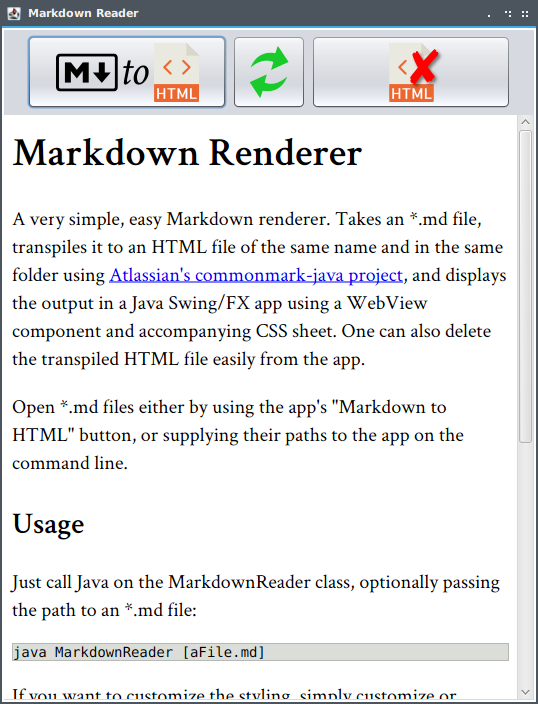 Markdown Reader
M to HTML
HTML
Markdown Renderer
A very simple, easy Markdown renderer. Takes an *.md file,
transpiles it to an HTML file of the same name and in the same
folder using Atlassian's commonmark-java project, and displays
the output in a Java Swing/FX app using a WebView
component and accompanying CSS sheet. One can also delete
the transpiled HTML file easily from the app.
Open *.md files either by using the app's "Markdown to
HTML" button, or supplying their paths to the app on the
command line.
Usage
Just call Java on the MarkdownReader class, optionally passing
the path to an *.md file:
java MarkdownReader [aFile.md]
If you want to customize the styling, simply customize or